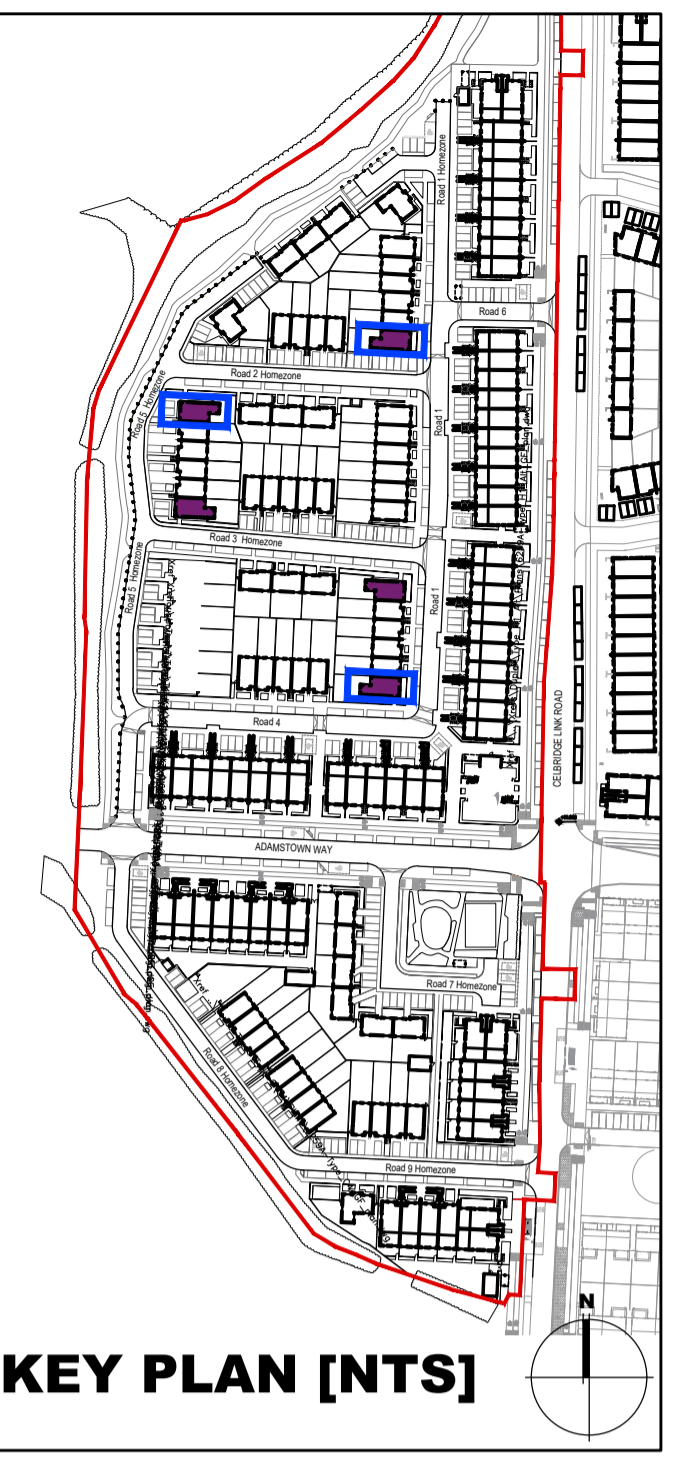 Road 1 Homezone
Road 6
Road 2 Homezone
Road 5 Homezone
Road 1
Road 3 Homezone
Road 5 Homezone
Road 1
Road 4
CELBRIDGE LINK ROAD
ADAMSTOWN WAY
Road 7 Homezone
Road 8 Homezone
Road 9 Homezone
N
KEY PLAN [NTS]